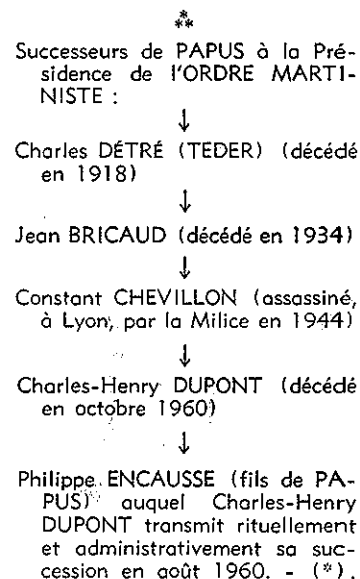 ***
Successeurs de PAPUS à la Pré-
sidence de l'ORDRE MARTI-
NISTE :
↓
Charles DÉTRÉ (TEDER) (décédé
en 1918)
↓
Jean BRICAUD (décédé en 1934)
↓
Constant CHEVILLON (assassiné,
à Lyon, par la Milice en 1944)
↓
Charles-Henry DUPONT (décédé
en octobre 1960)
↓
Philippe ENCAUSSE (fils de PA-
PUS) auquel Charles-Henry
DUPONT transmit rituellement
et administrativement sa suc-
cession en août 1960. - (*).